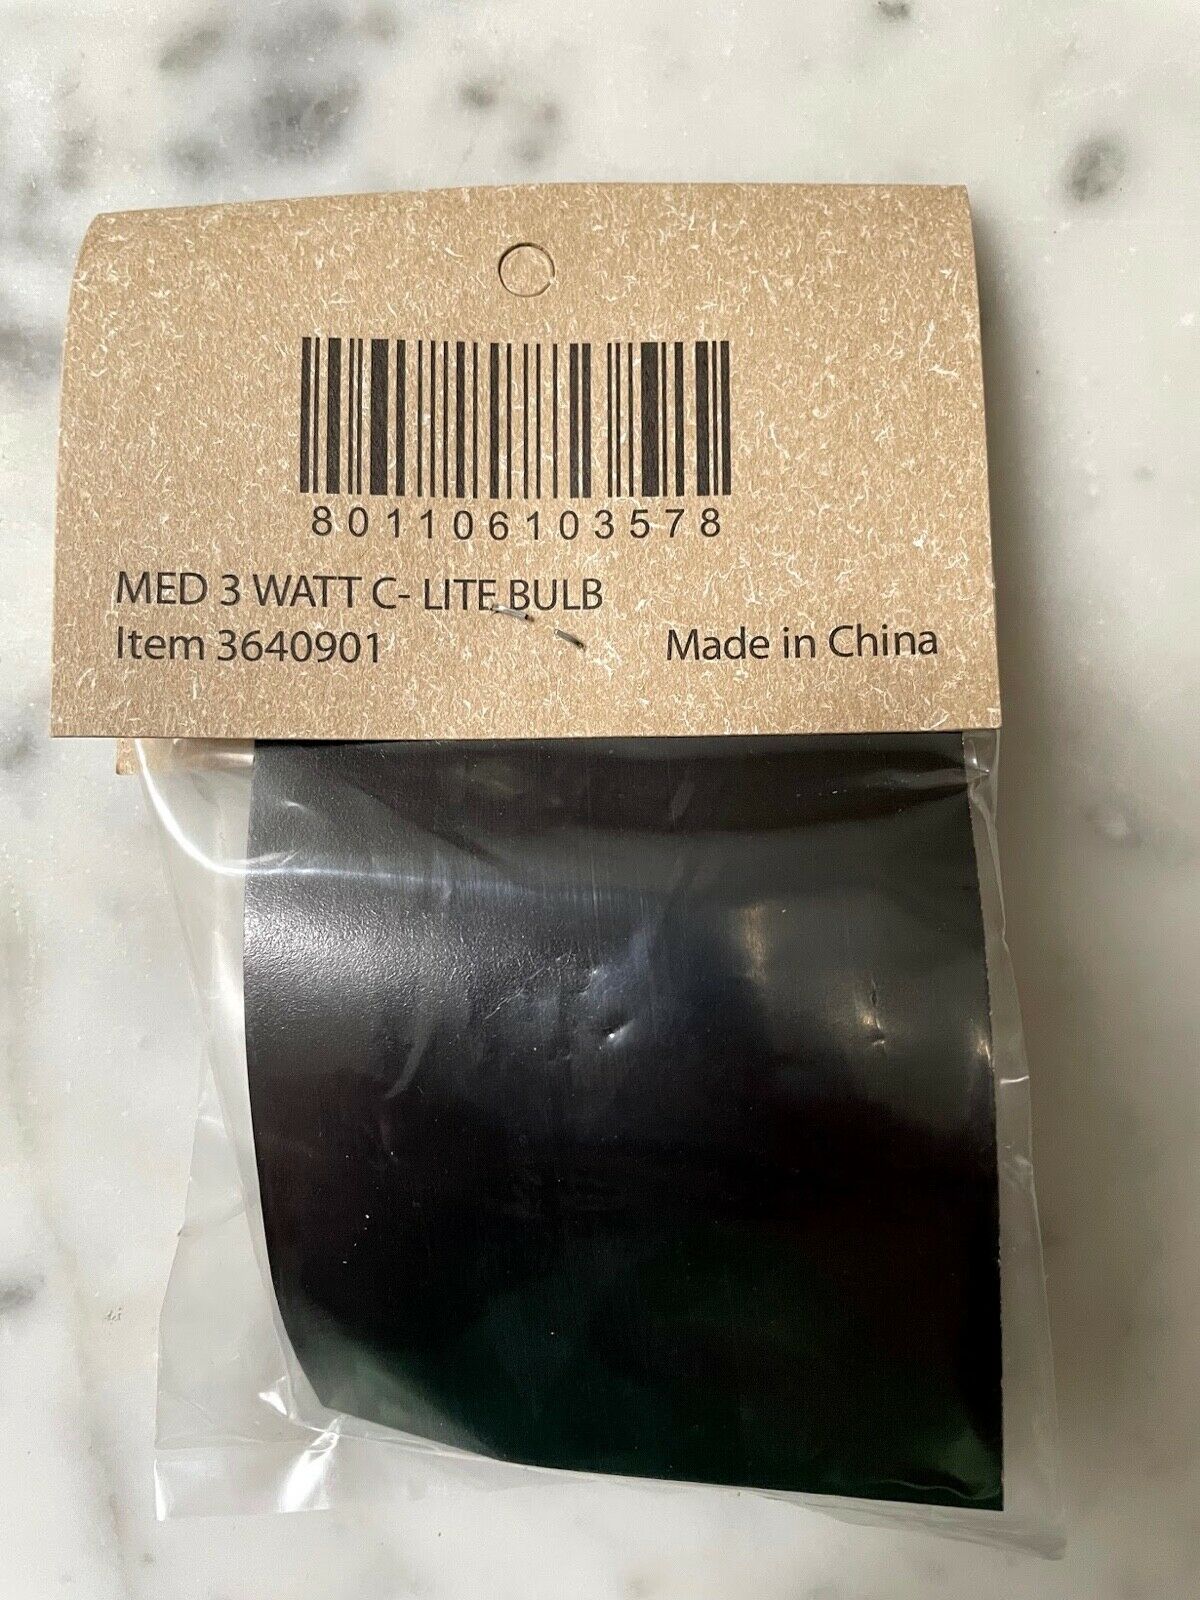 801106103578
MED 3 WATT C- LITE BULB
Item 3640901 Made in China